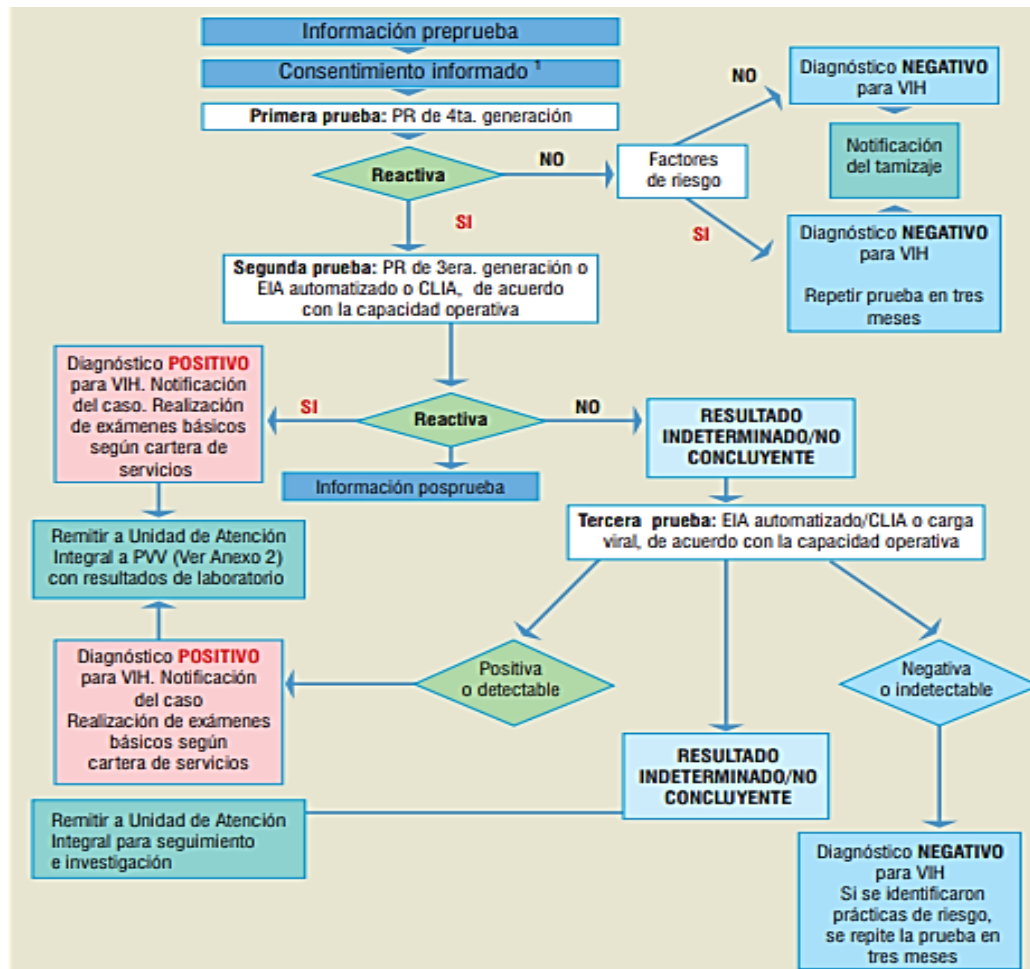 Información preprueba
Consentimiento informado ¹
Primera prueba: PR de 4ta. generación
Reactiva
NO
Factores
de riesgo
NO
Diagnóstico NEGATIVO
para VIH
Notificación
del tamizaje
SI
Diagnóstico NEGATIVO
para VIH
Repetir prueba en tres
meses
SI
Segunda prueba: PR de 3era. generación o
EIA automatizado o CLIA, de acuerdo
con la capacidad operativa
Reactiva
SI
Diagnóstico POSITIVO
para VIH. Notificación
del caso. Realización
de exámenes básicos
según cartera de
servicios
NO
RESULTADO
INDETERMINADO/NO
CONCLUYENTE
Información posprueba
Remitir a Unidad de Atención
Integral a PVV (Ver Anexo 2)
con resultados de laboratorio
Tercera prueba: EIA automatizado/CLIA o carga
viral, de acuerdo con la capacidad operativa
Diagnóstico POSITIVO
para VIH. Notificación
del caso
Realización de exámenes
básicos según
cartera de servicios
Positiva
o detectable
Negativa
o indetectable
RESULTADO
INDETERMINADO/NO
CONCLUYENTE
Remitir a Unidad de Atención
Integral para seguimiento
e investigación
Diagnóstico NEGATIVO
para VIH
Si se identificaron
prácticas de riesgo,
se repite la prueba en
tres meses